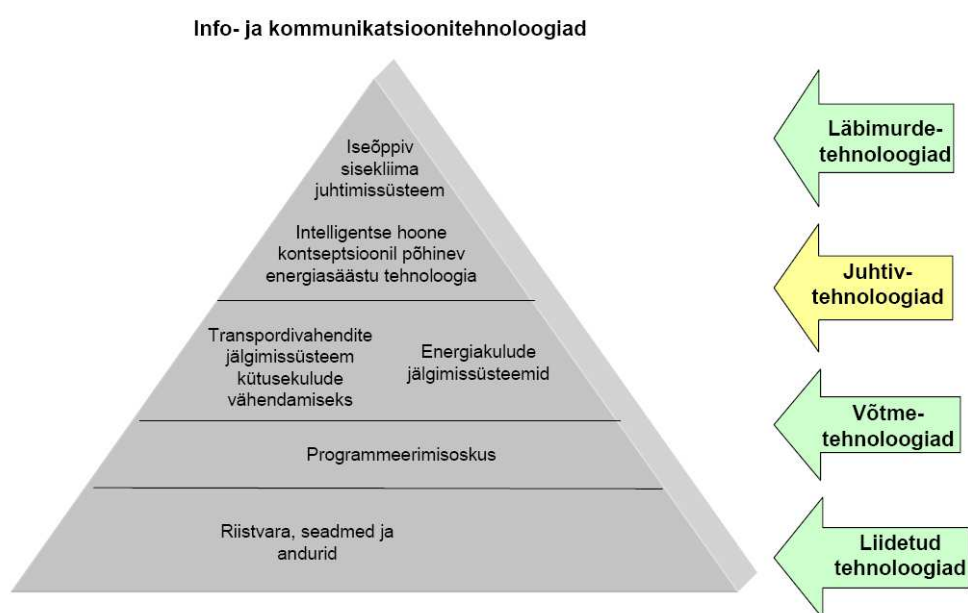 Info- ja kommunikatsioonitehnoloogiad
Iseõppiv
sisekliima
juhtimissüsteem
Intelligentse hoone
kontseptsioonil põhinev
energiasäästu tehnoloogia
Transpordivahendite
jälgimissüsteem
kütusekulude
vähendamiseks
Energiakulude
jälgimissüsteemid
Programmeerimisoskus
Riistvara, seadmed ja
andurid
Läbimurde-
tehnoloogiad
Juhtiv-
tehnoloogiad
Võtme-
tehnoloogiad
Liidetud
tehnoloogiad